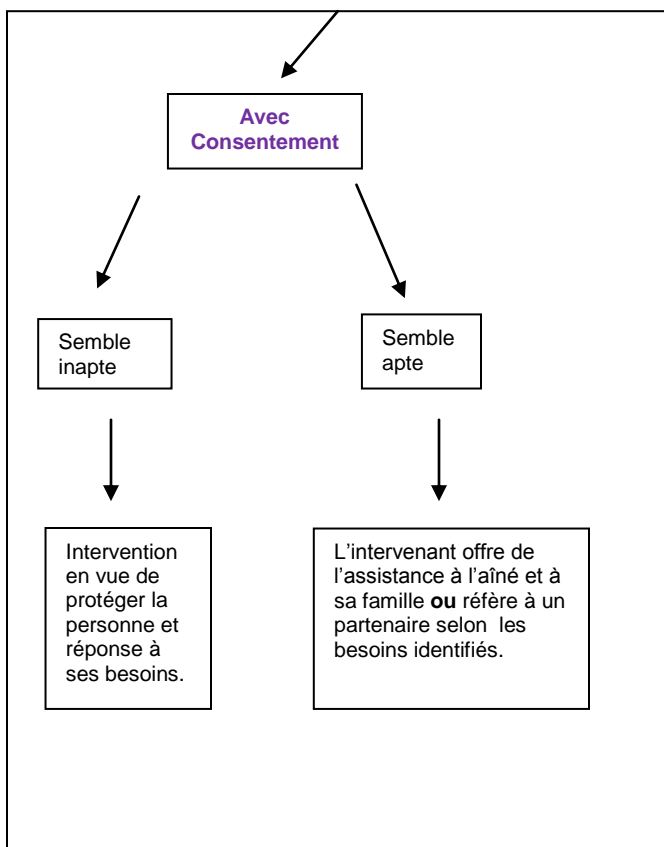 Avec
Consentement
Semble
inapte
Semble
apte
Intervention
en vue de
protéger la
personne et
réponse à
ses besoins.
L'intervenant offre de
l'assistance à l'aîné et à
sa famille ou réfère à un
partenaire selon les
besoins identifiés.